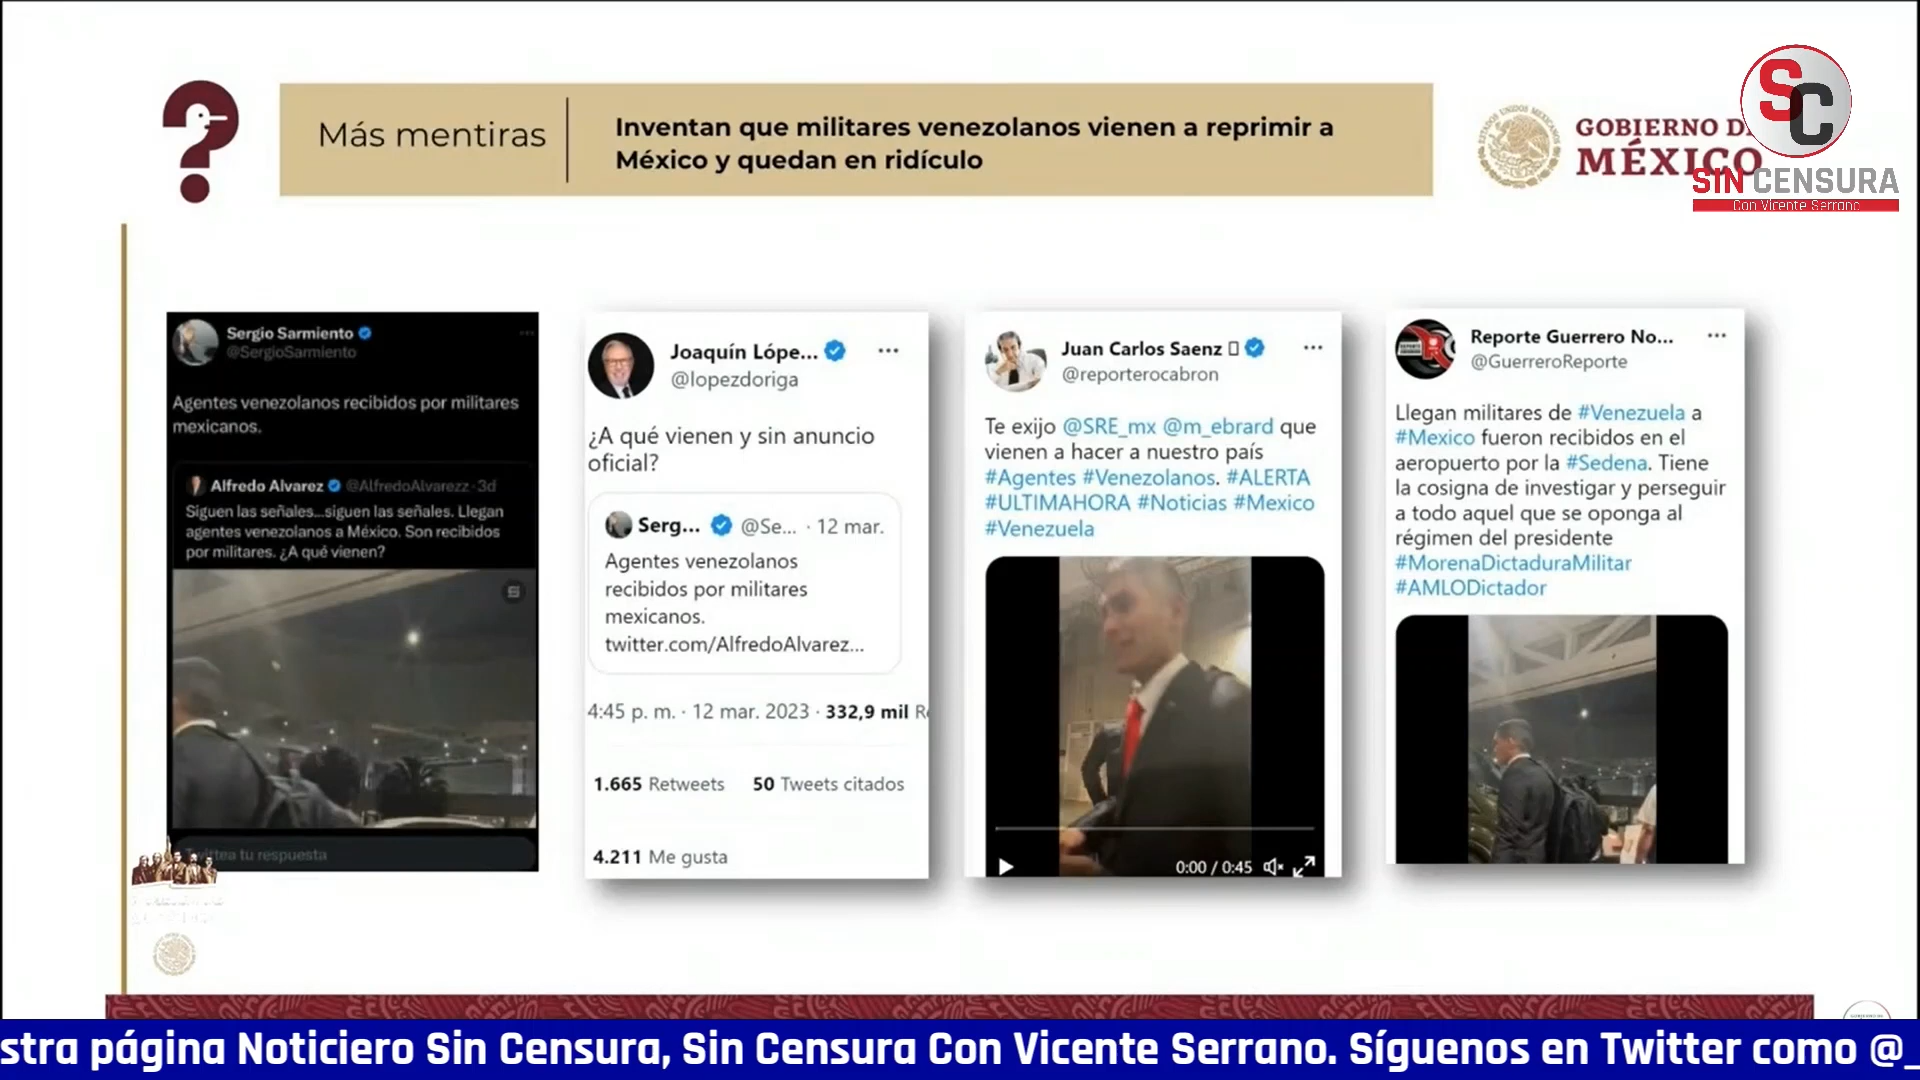 Más mentiras
Inventan que militares venezolanos vienen a reprimir a
México y quedan en ridículo
ESTADOS UNIDOS MEXICANOS
GOBIERNO D
MÉXICO
SC
SIN CENSURA
Con Vicente Serrano
Sergio Sarmiento
@SergioSarmiento
Agentes venezolanos recibidos por militares
mexicanos.
Alfredo Alvarez @AlfredoAlvarezz · 3d
Siguen las señales...siguen las señales. Llegan
agentes venezolanos a México. Son recibidos
por militares. ¿A qué vienen?
Twittea tu respuesta
Joaquín Lópe...
@lopezdoriga
¿A qué vienen y sin anuncio
oficial?
Serg... @Se... · 12 mar.
Agentes venezolanos
recibidos por militares
mexicanos.
twitter.com/AlfredoAlvarez...
4:45 p. m. · 12 mar. 2023 · 332,9 mil R
1.665 Retweets 50 Tweets citados
4.211 Me gusta
Juan Carlos Saenz
@reporterocabron
Te exijo @SRE_mx @m_ebrard que
vienen a hacer a nuestro país
#Agentes #Venezolanos. #ALERTA
#ULTIMAHORA #Noticias #Mexico
#Venezuela
0:00 / 0:45
Reporte Guerrero No...
@GuerreroReporte
Llegan militares de #Venezuela a
#Mexico fueron recibidos en el
aeropuerto por la #Sedena. Tiene
la cosigna de investigar y perseguir
a todo aquel que se oponga al
régimen del presidente
#MorenaDictaduraMilitar
#AMLODictador
stra página Noticiero Sin Censura, Sin Censura Con Vicente Serrano. Síguenos en Twitter como @_